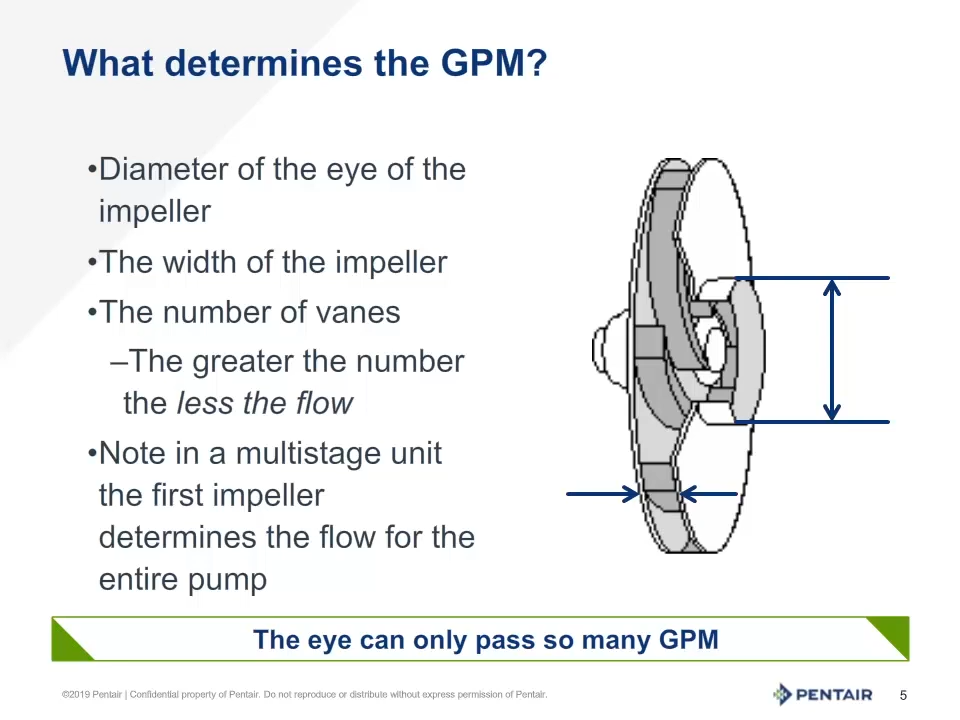 What determines the GPM?
•Diameter of the eye of the
impeller
•The width of the impeller
•The number of vanes
–The greater the number
the less the flow
•Note in a multistage unit
the first impeller
determines the flow for the
entire pump
The eye can only pass so many GPM
©2019 Pentair | Confidential property of Pentair. Do not reproduce or distribute without express permission of Pentair.
PENTAIR
5